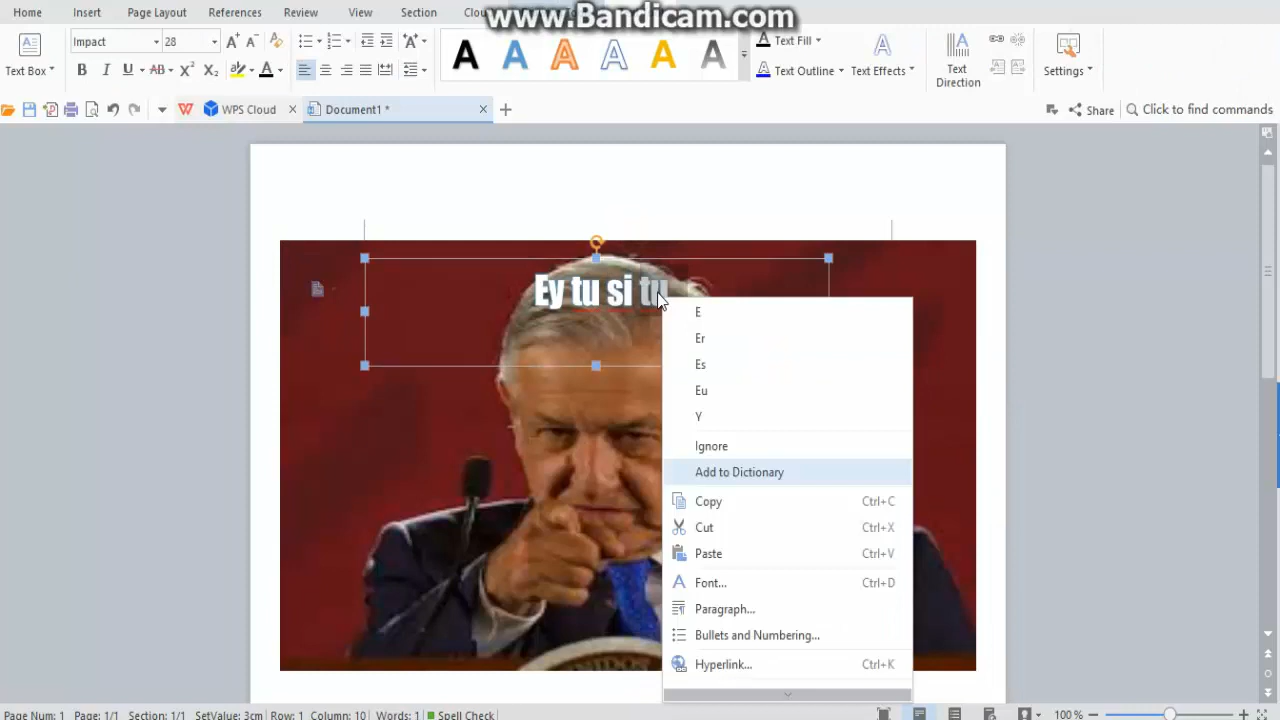 www.Bandicam.com
Home Insert Page Layout References Review View Section
Impact 28
Text Box
B I U AB X² X₂ A
A A A A A A
Text Fill
Text Outline
Text Effects
Text Direction
Settings
WPS Cloud
Document1 *
Share
Click to find commands
Ey tu si tu
E
Er
Es
Eu
Y
Ignore
Add to Dictionary
Copy Ctrl+C
Cut Ctrl+X
Paste Ctrl+V
Font... Ctrl+D
Paragraph...
Bullets and Numbering...
Hyperlink... Ctrl+K
Page Num: 1 Page: 1/1 Section: 1/1 SetValue: 3cm Row: 1 Column: 10 Words: 1 Spell Check 100 %